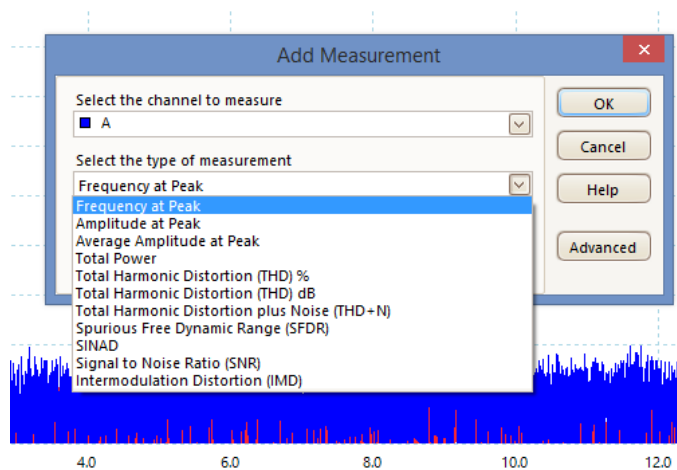 Add Measurement
Select the channel to measure
A
OK
Cancel
Select the type of measurement
Frequency at Peak
Help
Frequency at Peak
Amplitude at Peak
Average Amplitude at Peak
Advanced
Total Power
Total Harmonic Distortion (THD) %
Total Harmonic Distortion (THD) dB
Total Harmonic Distortion plus Noise (THD+N)
Spurious Free Dynamic Range (SFDR)
SINAD
Signal to Noise Ratio (SNR)
Intermodulation Distortion (IMD)
4.0 6.0 8.0 10.0 12.0